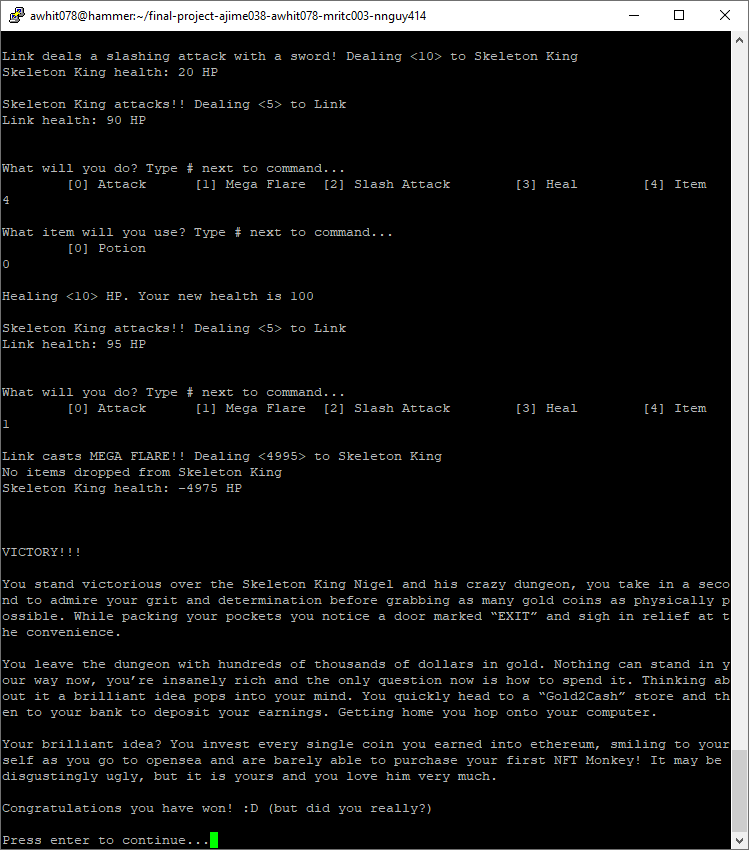 awhit078@hammer:~/final-project-ajime038-awhit078-mritc003-nnguy414
Link deals a slashing attack with a sword! Dealing <10> to Skeleton King
Skeleton King health: 20 HP
Skeleton King attacks!! Dealing <5> to Link
Link health: 90 HP
What will you do? Type # next to command...
[0] Attack [1] Mega Flare [2] Slash Attack [3] Heal [4] Item
4
What item will you use? Type # next to command...
[0] Potion
0
Healing <10> HP. Your new health is 100
Skeleton King attacks!! Dealing <5> to Link
Link health: 95 HP
What will you do? Type # next to command...
[0] Attack [1] Mega Flare [2] Slash Attack [3] Heal [4] Item
1
Link casts MEGA FLARE!! Dealing <4995> to Skeleton King
No items dropped from Skeleton King
Skeleton King health: -4975 HP
VICTORY!!!
You stand victorious over the Skeleton King Nigel and his crazy dungeon, you take in a seco
nd to admire your grit and determination before grabbing as many gold coins as physically p
ossible. While packing your pockets you notice a door marked “EXIT” and sigh in relief at t
he convenience.
You leave the dungeon with hundreds of thousands of dollars in gold. Nothing can stand in y
our way now, you’re insanely rich and the only question now is how to spend it. Thinking ab
out it a brilliant idea pops into your mind. You quickly head to a “Gold2Cash” store and th
en to your bank to deposit your earnings. Getting home you hop onto your computer.
Your brilliant idea? You invest every single coin you earned into ethereum, smiling to your
self as you go to opensea and are barely able to purchase your first NFT Monkey! It may be
disgustingly ugly, but it is yours and you love him very much.
Congratulations you have won! :D (but did you really?)
Press enter to continue...